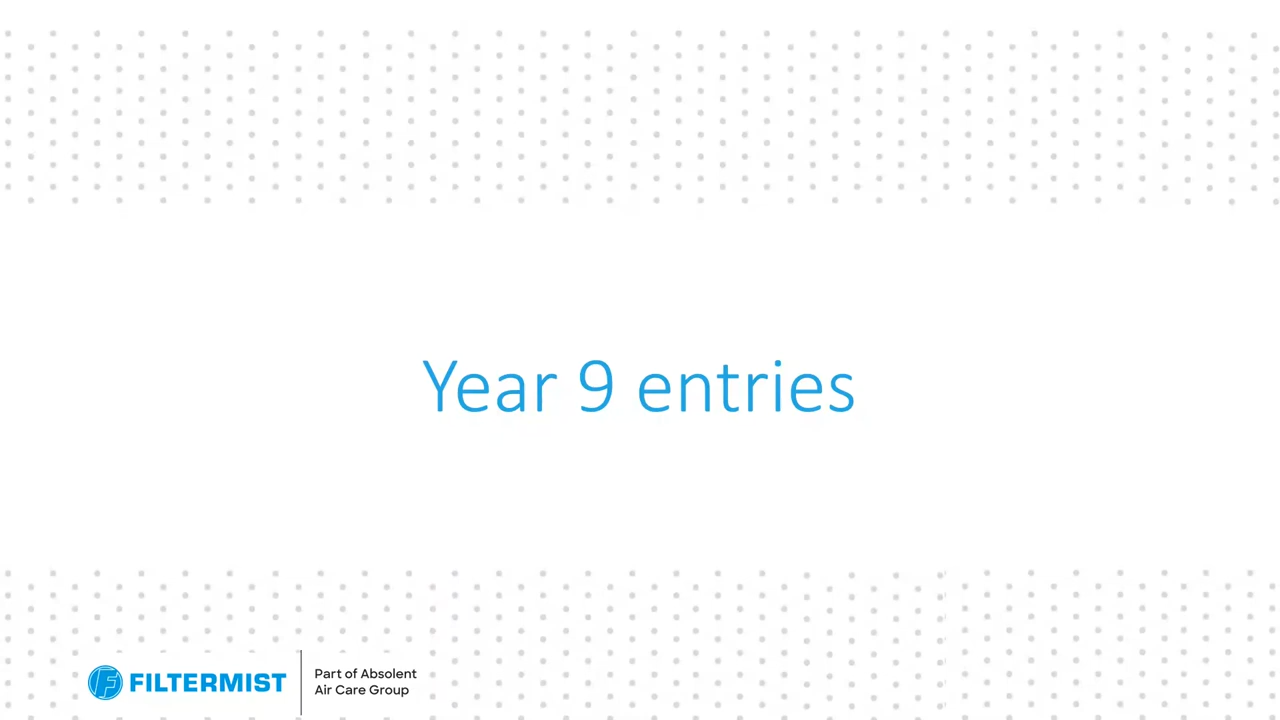 Year 9 entries
FILTERMIST
Part of Absolent
Air Care Group